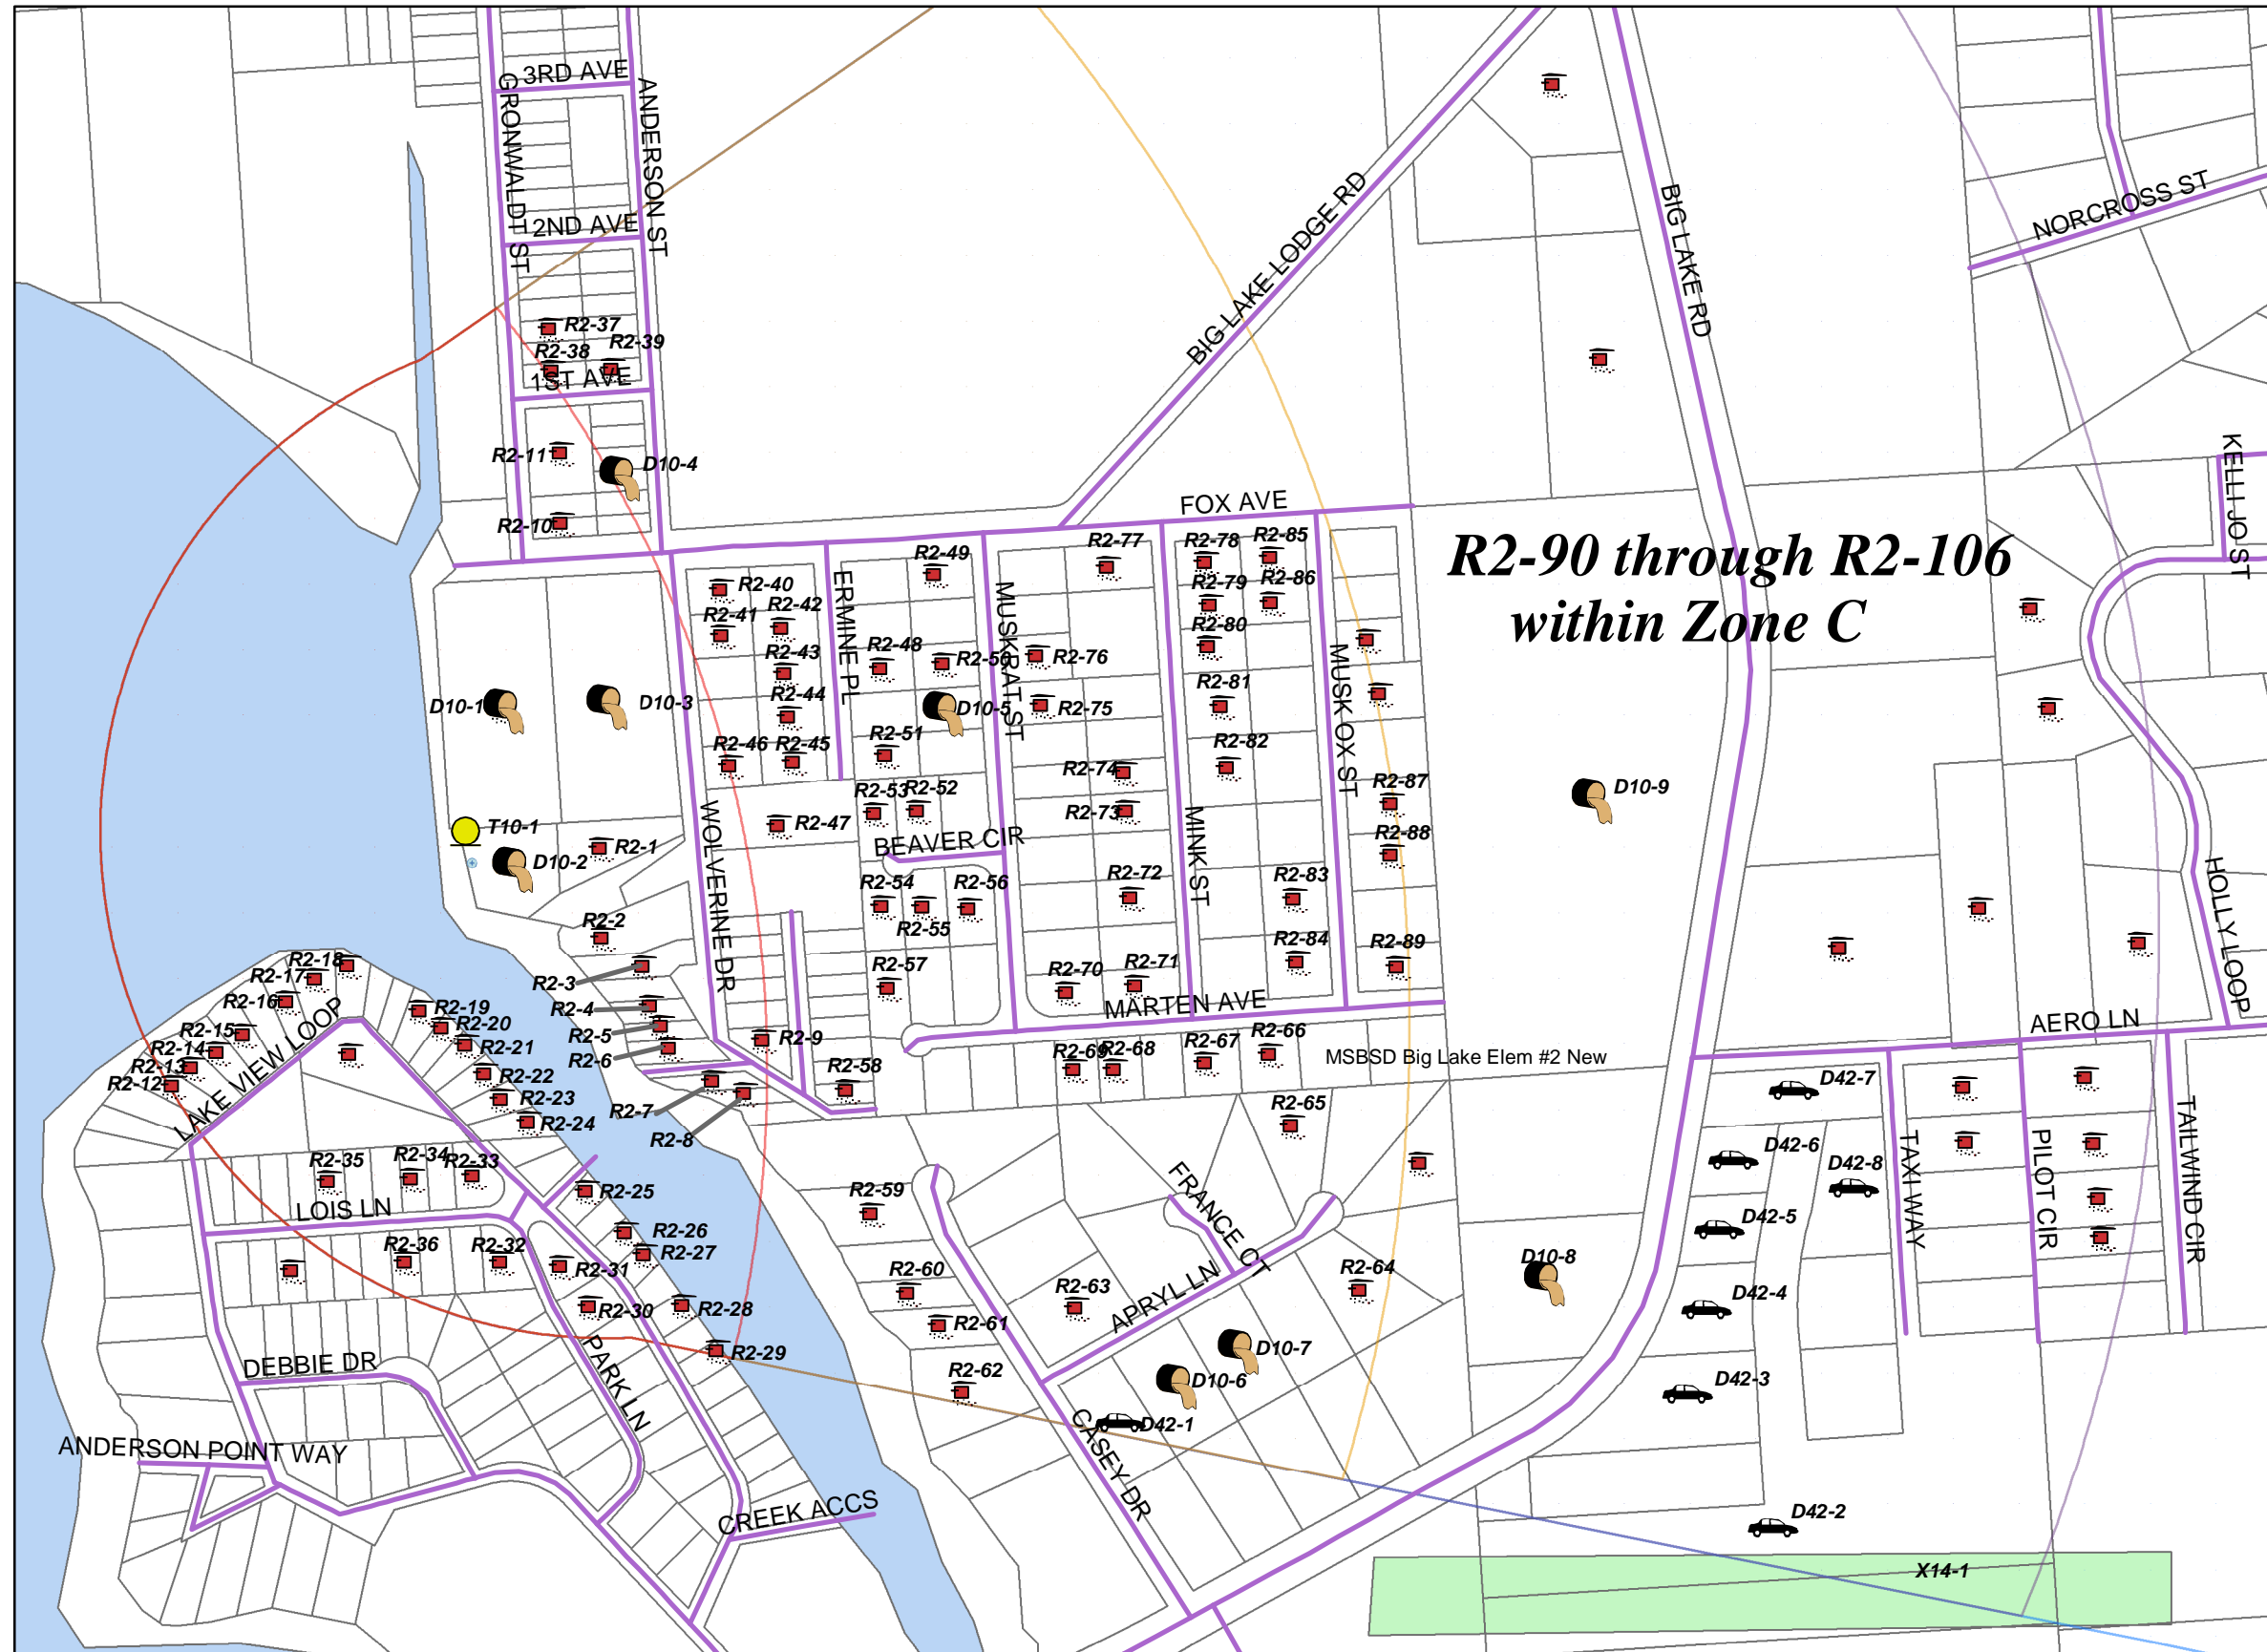 3RD AVE
GRONWALDT ST
ANDERSON ST
2ND AVE
NORCROSS ST
BIG LAKE LODGE RD
BIG LAKE RD
R2-37
R2-38
R2-39
1ST AVE
R2-11
D10-4
R2-10
FOX AVE
KELLI JO ST
R2-90 through R2-106
within Zone C
R2-49
R2-77
R2-78
R2-85
R2-40
R2-79
R2-86
R2-41
R2-42
ERMINE PL
MUSKRAT ST
R2-80
R2-43
R2-48
R2-50
R2-76
MUSK OX ST
R2-44
R2-81
D10-1
D10-3
D10-5
R2-75
R2-51
R2-46
R2-45
R2-82
R2-74
R2-87
D10-9
R2-53
R2-52
R2-73
T10-1
R2-47
WOLVERINE DR
MINK ST
R2-88
BEAVER CIR
R2-1
D10-2
R2-54
R2-56
R2-72
R2-83
HOLLY LOOP
R2-2
R2-55
R2-84
R2-89
R2-18
R2-17
R2-57
R2-70
R2-71
R2-3
R2-16
R2-19
R2-4
MARTEN AVE
AERO LN
R2-15
R2-20
R2-5
R2-9
R2-66
R2-14
R2-21
R2-6
R2-69
R2-68
R2-67
MSBSD Big Lake Elem #2 New
R2-13
R2-58
R2-12
LAKE VIEW LOOP
R2-22
D42-7
R2-23
R2-7
R2-65
R2-24
R2-8
D42-6
TAXI WAY
PILOT CIR
TAILWIND CIR
R2-35
R2-34
R2-33
FRANCE CT
D42-8
R2-25
R2-59
LOIS LN
D42-5
R2-26
R2-36
R2-32
R2-27
D10-8
R2-31
R2-60
R2-64
R2-30
R2-28
R2-63
APRYL LN
D42-4
R2-61
R2-29
D10-7
DEBBIE DR
PARK LN
R2-62
D10-6
D42-3
D42-1
CASEY DR
ANDERSON POINT WAY
CREEK ACCS
D42-2
X14-1